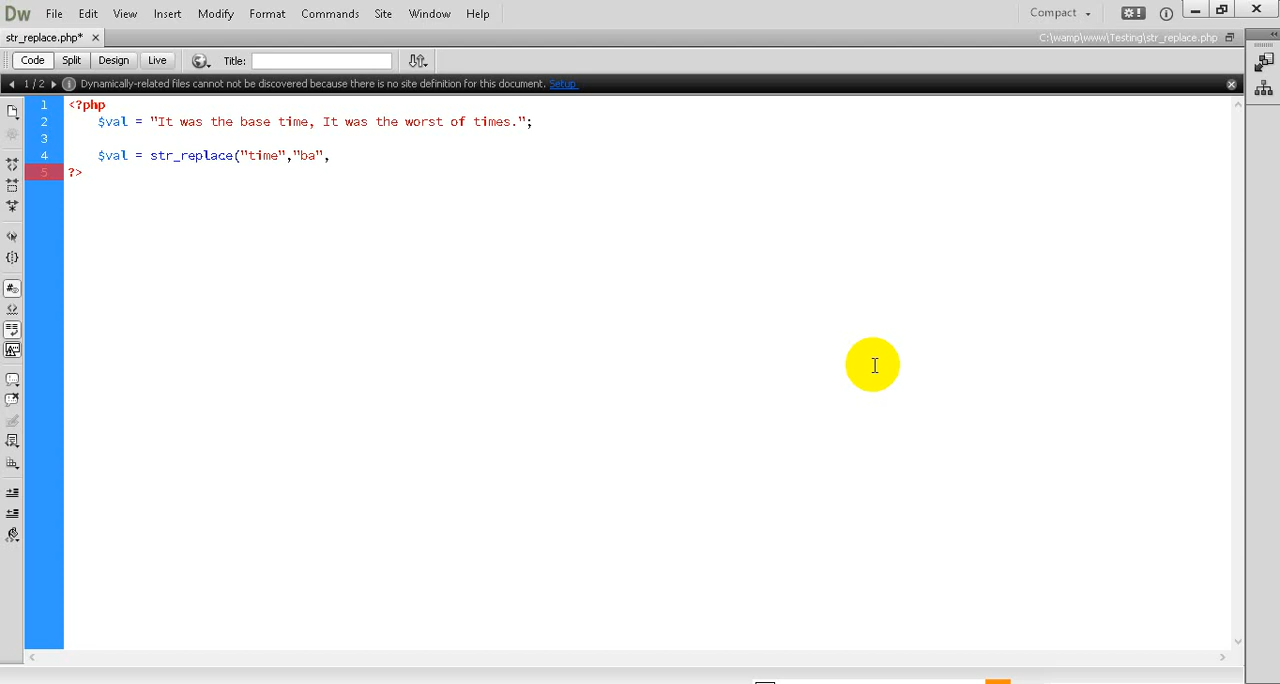 Dw File Edit View Insert Modify Format Commands Site Window Help Compact
str_replace.php* C:\wamp\www\Testing\str_replace.php
Code Split Design Live Title:
1 / 2 Dynamically-related files cannot not be discovered because there is no site definition for this document. Setup
1 <?php
2 $val = "It was the base time, It was the worst of times.";
3
4 $val = str_replace("time","ba",
5 ?>